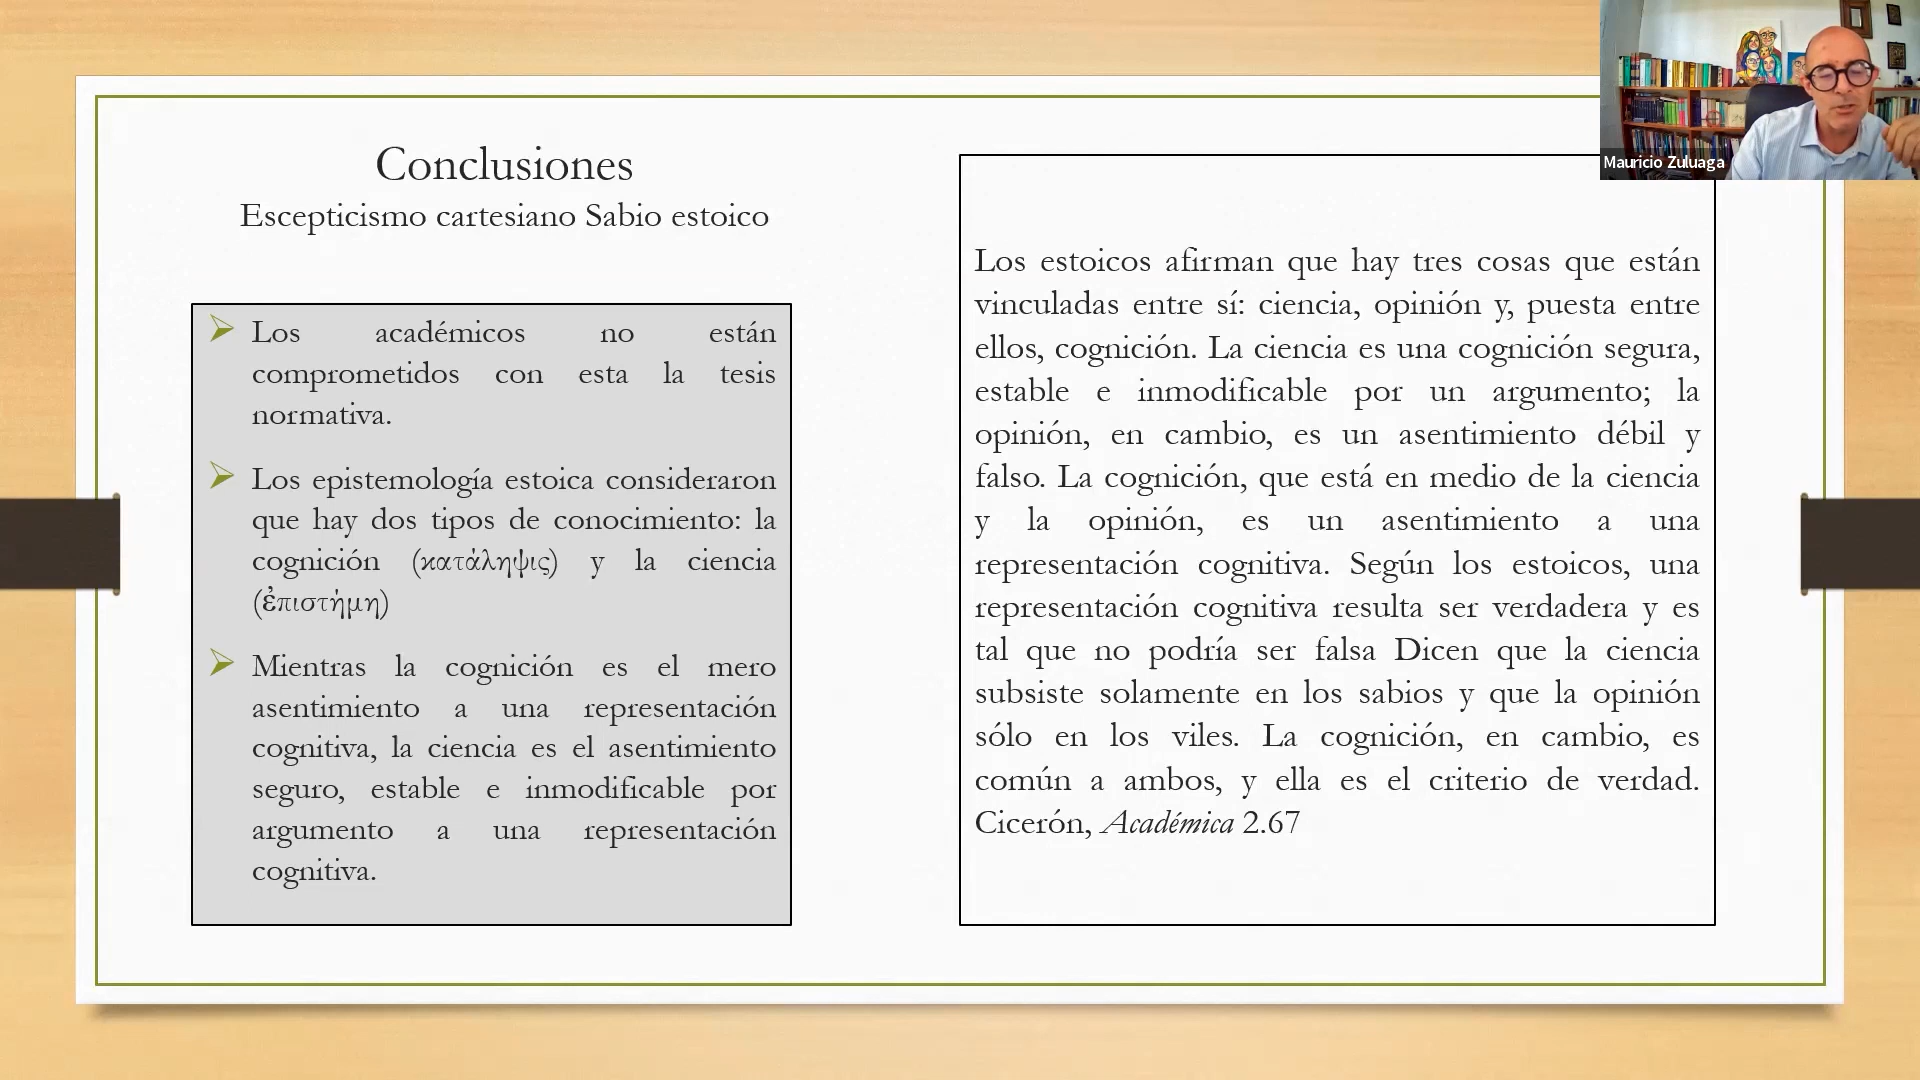 Conclusiones
Escepticismo cartesiano Sabio estoico
Los académicos no están
comprometidos con esta la tesis
normativa.
Los epistemología estoica consideraron
que hay dos tipos de conocimiento: la
cognición (κατάληψις) y la ciencia
(ἐπιστήμη)
Mientras la cognición es el mero
asentimiento a una representación
cognitiva, la ciencia es el asentimiento
seguro, estable e inmodificable por
argumento a una representación
cognitiva.
Los estoicos afirman que hay tres cosas que están
vinculadas entre sí: ciencia, opinión y, puesta entre
ellos, cognición. La ciencia es una cognición segura,
estable e inmodificable por un argumento; la
opinión, en cambio, es un asentimiento débil y
falso. La cognición, que está en medio de la ciencia
y la opinión, es un asentimiento a una
representación cognitiva. Según los estoicos, una
representación cognitiva resulta ser verdadera y es
tal que no podría ser falsa Dicen que la ciencia
subsiste solamente en los sabios y que la opinión
sólo en los viles. La cognición, en cambio, es
común a ambos, y ella es el criterio de verdad.
Cicerón, Académica 2.67
Mauricio Zuluaga